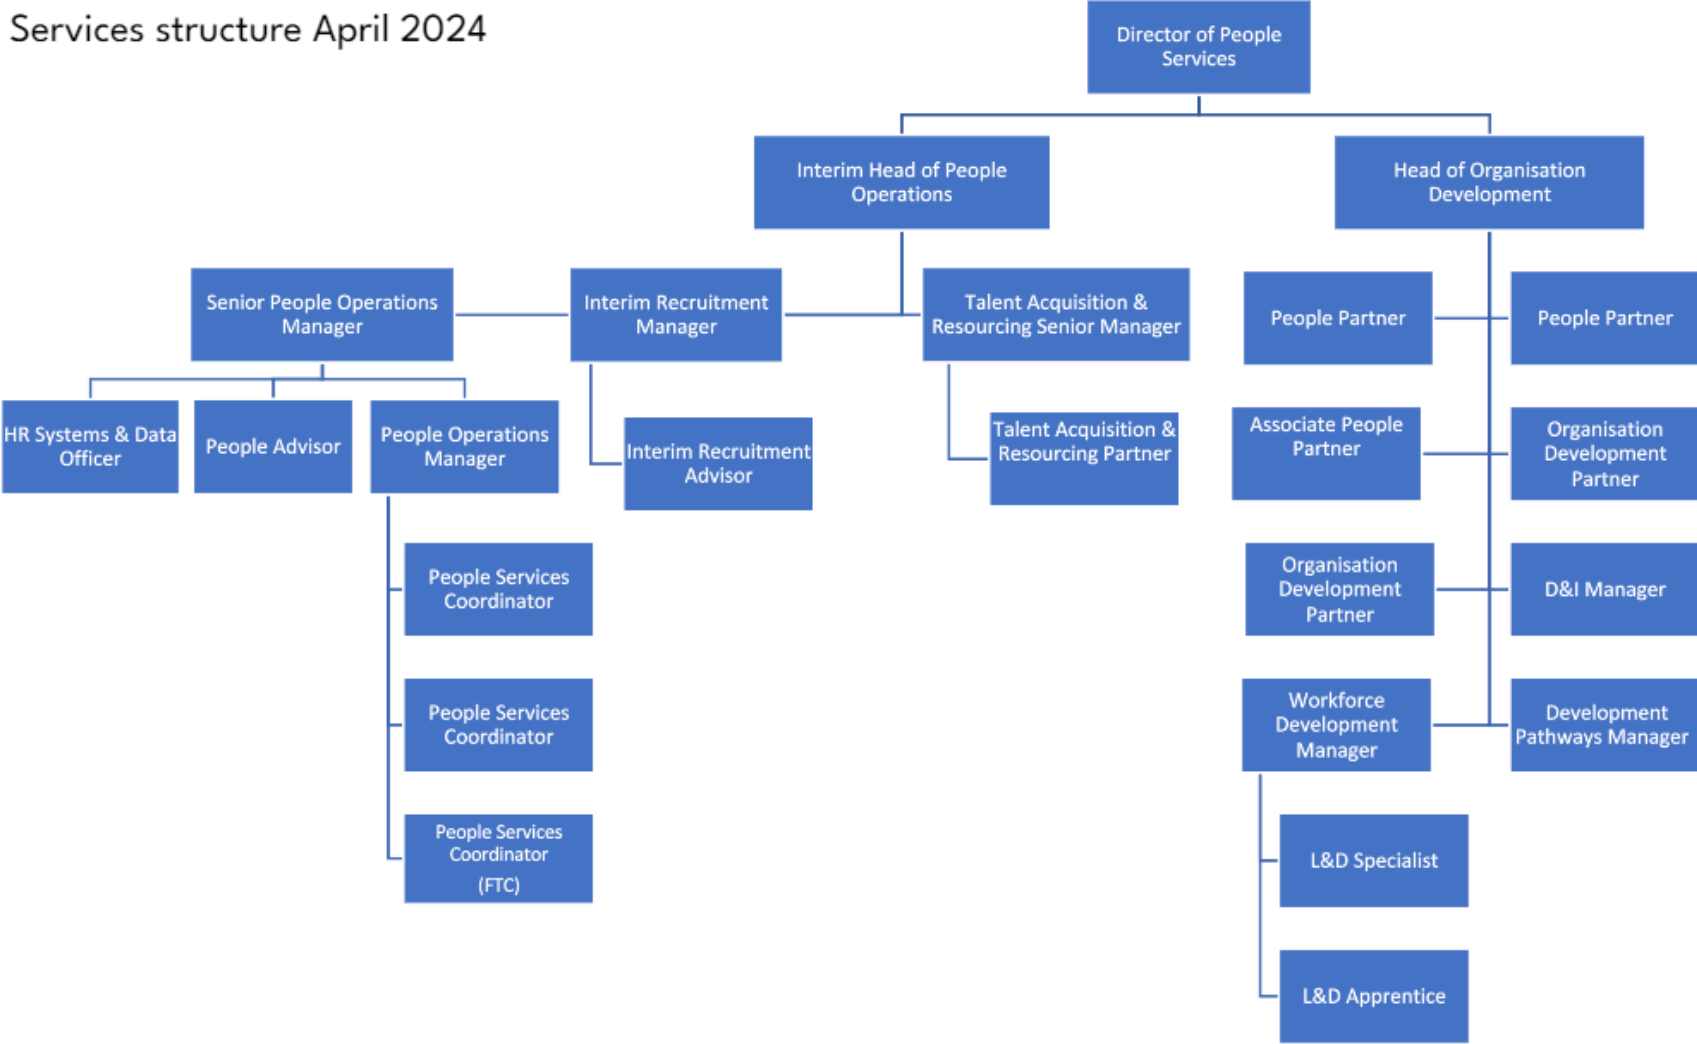 Services structure April 2024
Director of People
Services
Interim Head of People
Operations
Head of Organisation
Development
Senior People Operations
Manager
Interim Recruitment
Manager
Talent Acquisition &
Resourcing Senior Manager
People Partner
People Partner
HR Systems & Data
Officer
People Advisor
People Operations
Manager
Interim Recruitment
Advisor
Talent Acquisition &
Resourcing Partner
Associate People
Partner
Organisation
Development
Partner
People Services
Coordinator
Organisation
Development
Partner
D&I Manager
People Services
Coordinator
Workforce
Development
Manager
Development
Pathways Manager
People Services
Coordinator
(FTC)
L&D Specialist
L&D Apprentice